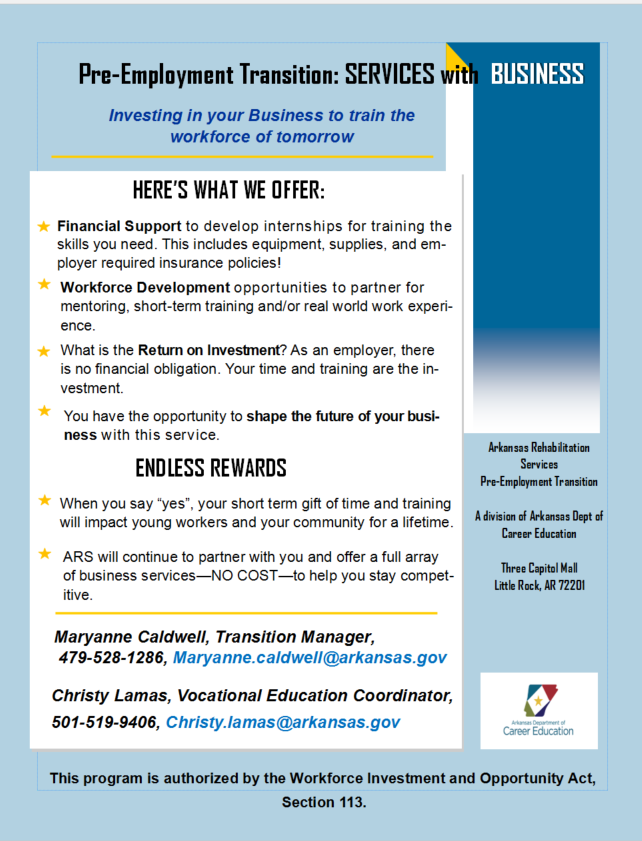 Pre-Employment Transition: SERVICES with BUSINESS
Investing in your Business to train the
workforce of tomorrow
HERE'S WHAT WE OFFER:
Financial Support to develop internships for training the
skills you need. This includes equipment, supplies, and em-
ployer required insurance policies!
Workforce Development opportunities to partner for
mentoring, short-term training and/or real world work experi-
ence.
What is the Return on Investment? As an employer, there
is no financial obligation. Your time and training are the in-
vestment.
You have the opportunity to shape the future of your busi-
ness with this service.
ENDLESS REWARDS
When you say “yes”, your short term gift of time and training
will impact young workers and your community for a lifetime.
ARS will continue to partner with you and offer a full array
of business services—NO COST—to help you stay compet-
itive.
Maryanne Caldwell, Transition Manager,
479-528-1286, Maryanne.caldwell@arkansas.gov
Christy Lamas, Vocational Education Coordinator,
501-519-9406, Christy.lamas@arkansas.gov
Arkansas Rehabilitation
Services
Pre-Employment Transition
A division of Arkansas Dept of
Career Education
Three Capitol Mall
Little Rock, AR 72201
Arkansas Department of
Career Education
This program is authorized by the Workforce Investment and Opportunity Act,
Section 113.